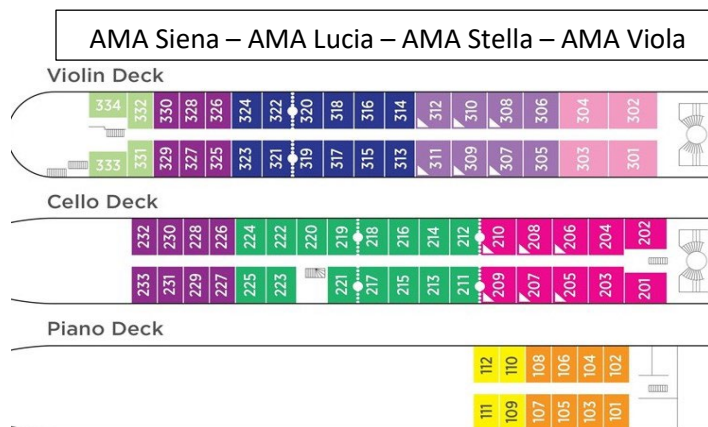 AMA Siena – AMA Lucia – AMA Stella – AMA Viola
Violin Deck
334 332 330 328 326 324 322 320 318 316 314 312 310 308 306 304 302
333 331 329 327 325 323 321 319 317 315 313 311 309 307 305 303 301
Cello Deck
232 230 228 226 224 222 220 219 218 216 214 212 210 208 206 204 202
233 231 229 227 225 223 221 217 215 213 211 209 207 205 203 201
Piano Deck
112 110 108 106 104 102
111 109 107 105 103 101